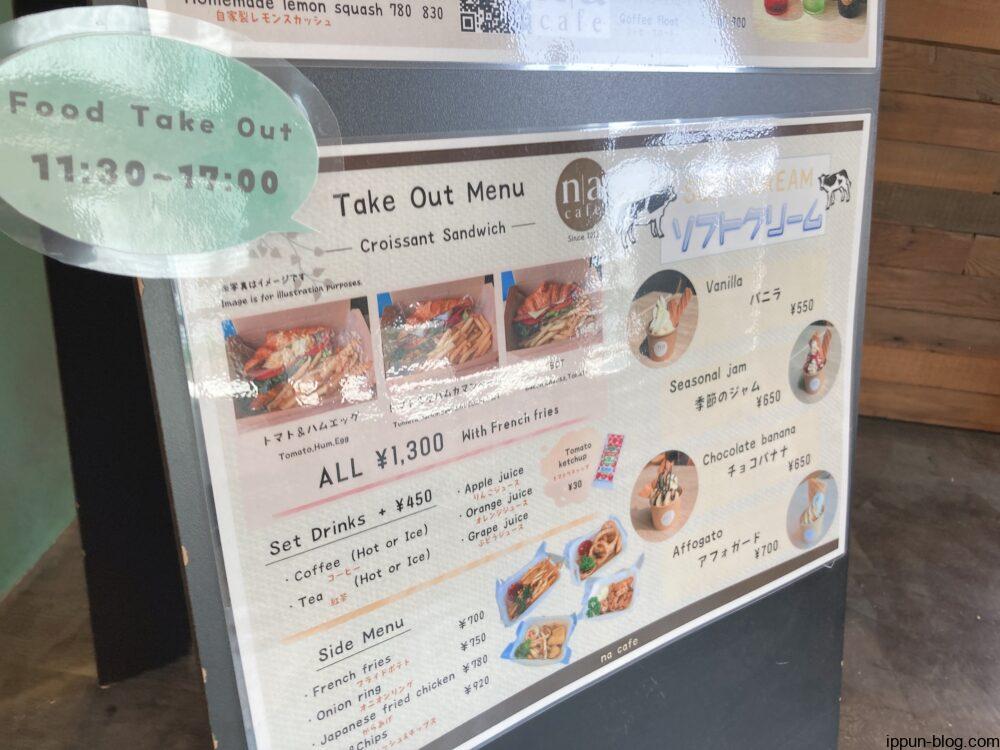 Homemade lemon squash 780 830
自家製レモンスカッシュ
cafe
Coffee Float
Food Take Out
11:30~17:00
Take Out Menu
Croissant Sandwich
n|a
cafe
ソフトクリーム
※写真はイメージです
Image is for illustration purposes.
トマト&ハムエッグ
Tomato,Hum,Egg
ALL ¥1,300 With French fries
Set Drinks + ¥450
・Coffee (Hot or Ice)
コーヒー
・Tea (Hot or Ice)
紅茶
・Apple juice
りんごジュース
・Orange juice
オレンジジュース
・Grape juice
ぶどうジュース
Tomato
ketchup
¥30
Side Menu
・French fries ¥700
フライドポテト
・Onion ring ¥750
オニオンリング
・Japanese fried chicken ¥780
からあげ
Chips ¥920
Vanilla
バニラ
¥550
Seasonal jam
季節のジャム
¥650
Chocolate banana
チョコバナナ
¥650
Affogato
アフォガード
¥700
na cafe
ippun-blog.com